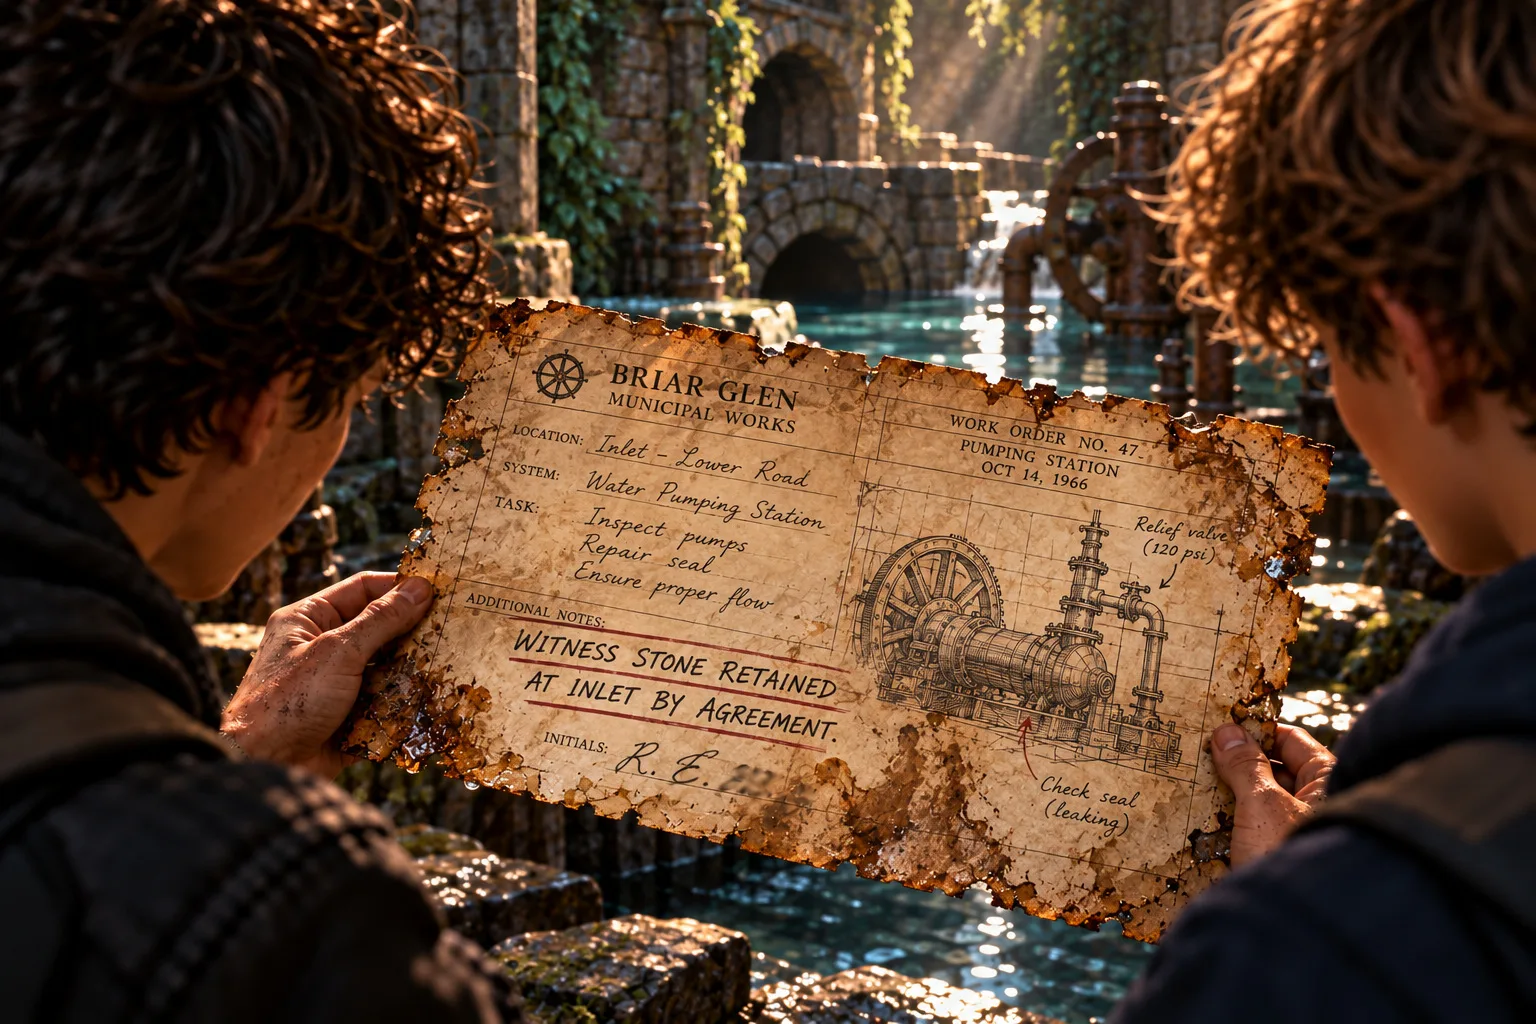 BRIAR GLEN
MUNICIPAL WORKS
LOCATION: Inlet – Lower Road
SYSTEM: Water Pumping Station
TASK: Inspect pumps
Repair seal
Ensure proper flow
ADDITIONAL NOTES:
WITNESS STONE RETAINED
AT INLET BY AGREEMENT.
INITIALS: R. E.
WORK ORDER NO. 47
PUMPING STATION
OCT 14, 1966
Relief valve
(120 psi)
Check seal
(leaking)